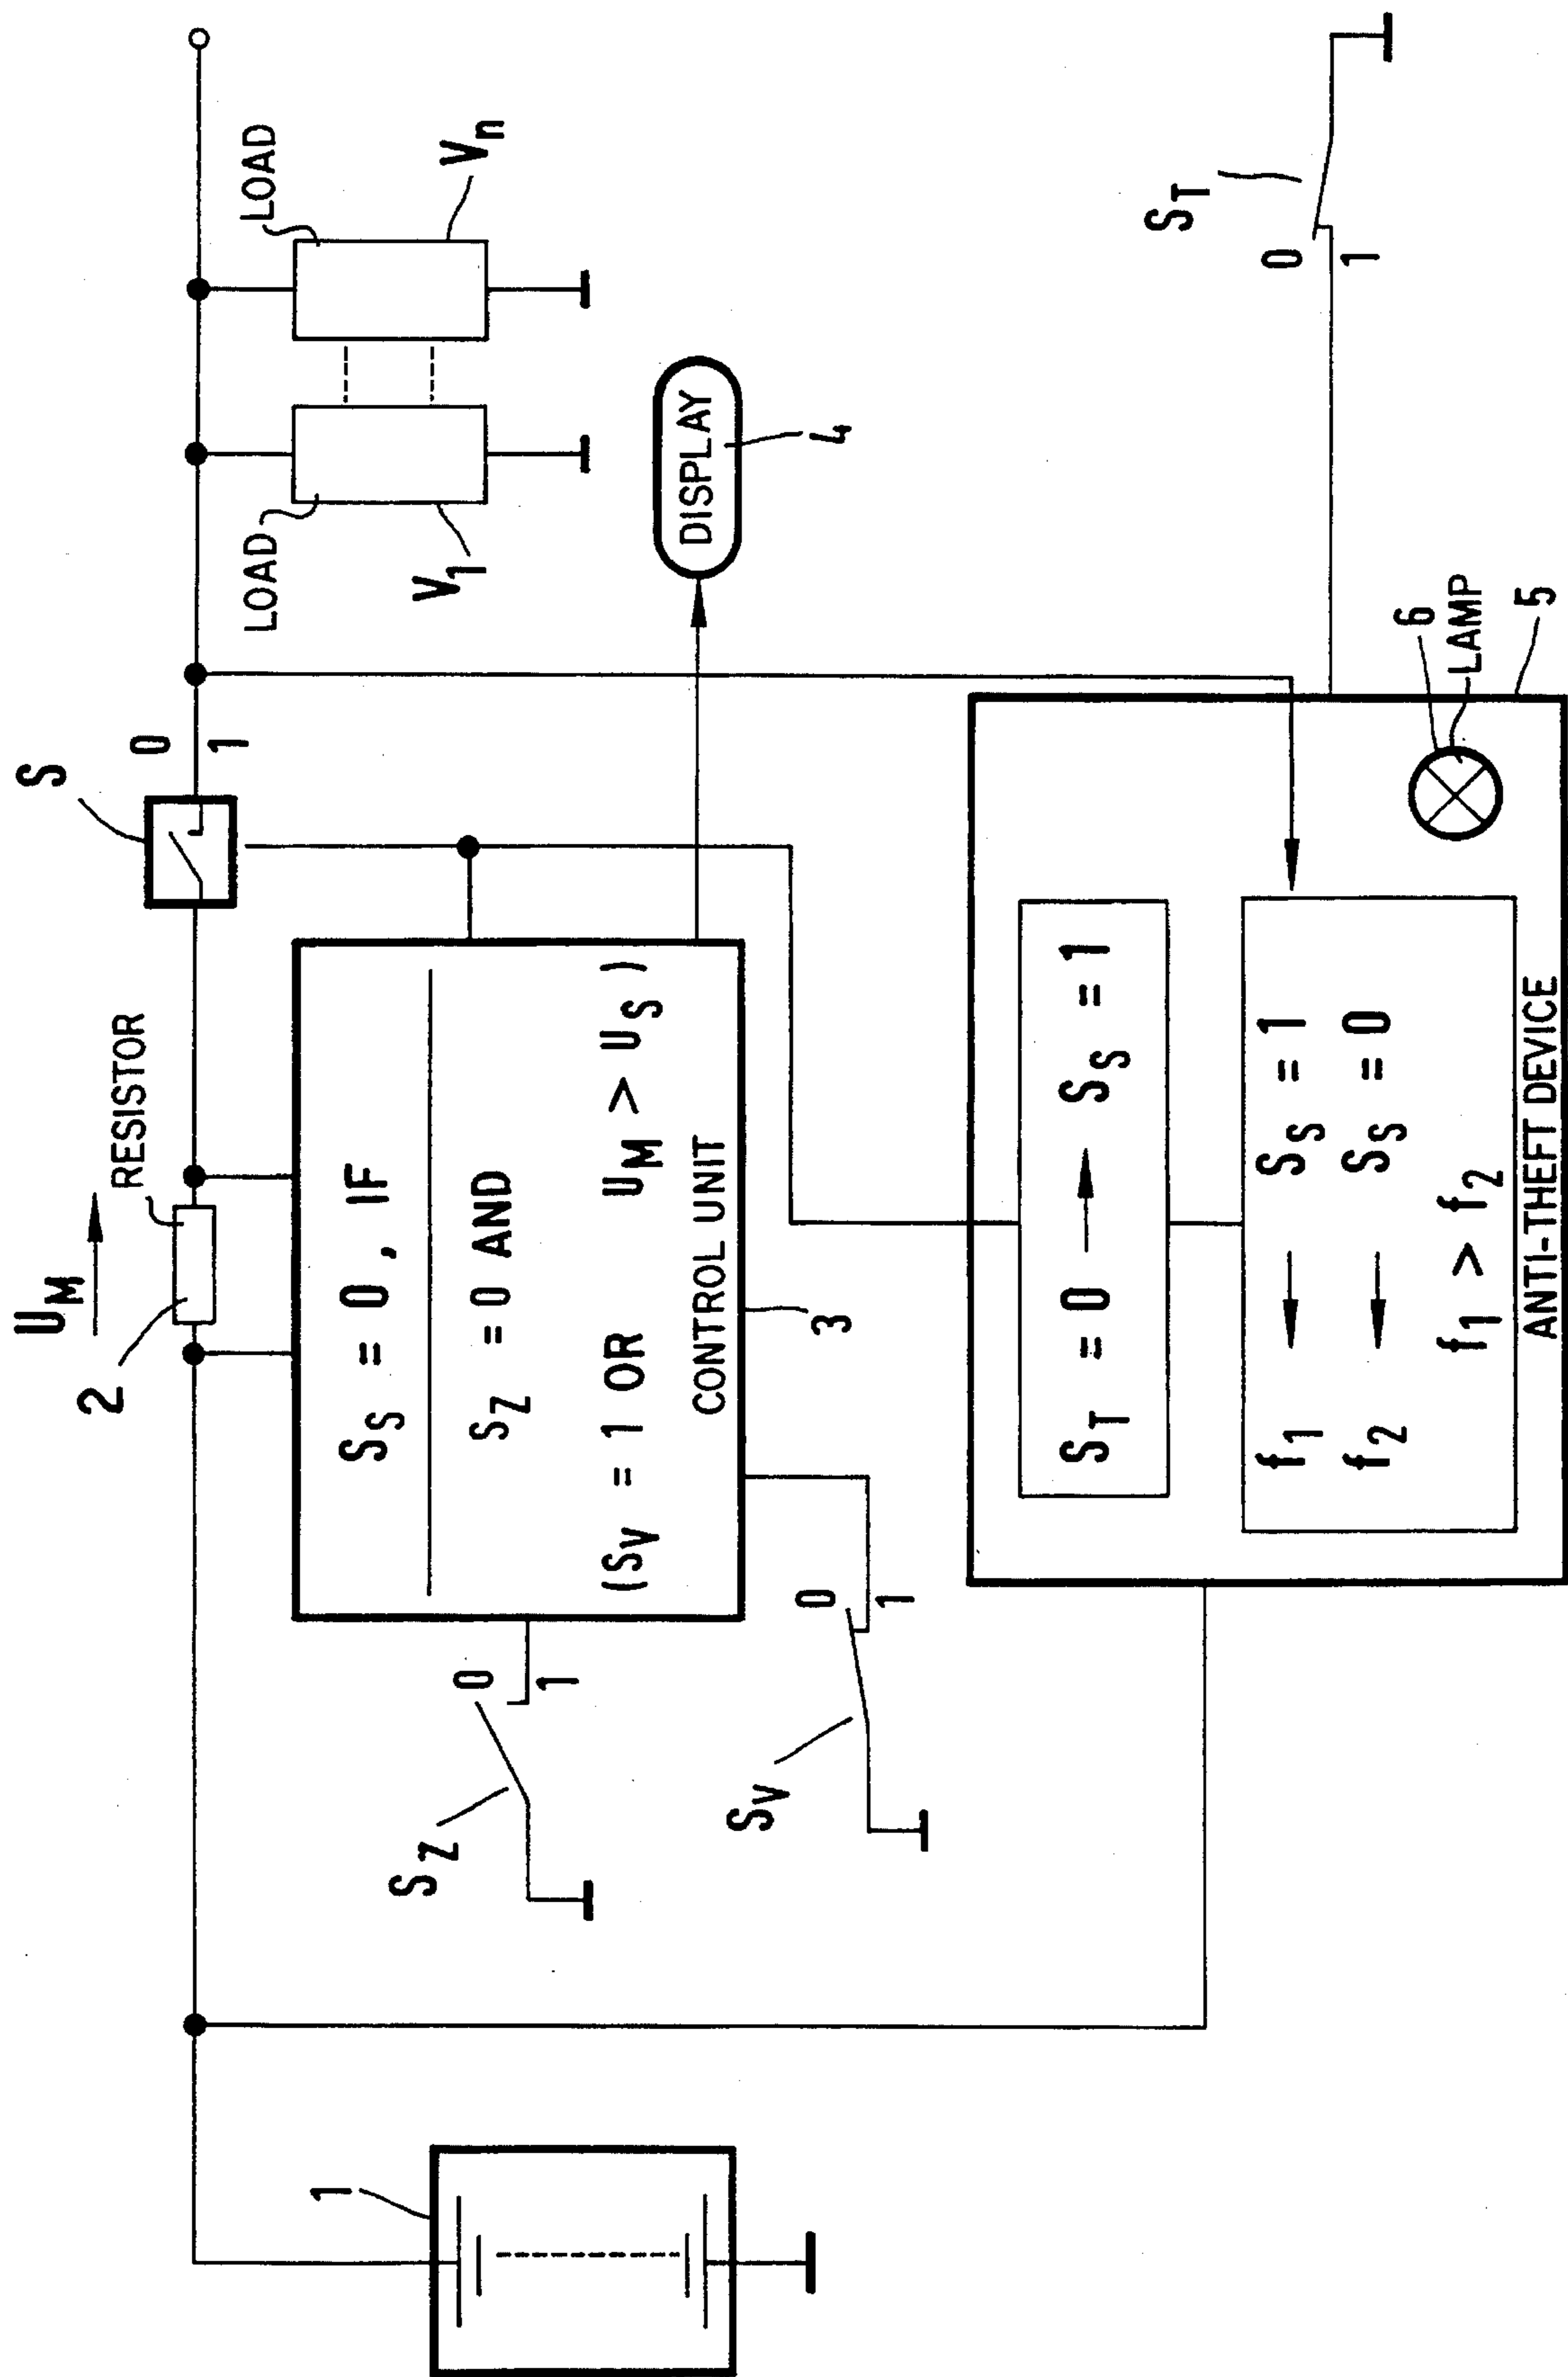 U_M
2
RESISTOR
S
0
1
LOAD
LOAD
V_1
V_n
S_S = 0, IF
S_Z = 0 AND
(S_V = 1 OR U_M > U_S)
CONTROL UNIT
3
DISPLAY
4
1
S_Z
0
1
S_V
0
1
S_T = 0 → S_S = 1
f_1 ← S_S = 1
f_2 ← S_S = 0
f_1 > f_2
ANTI-THEFT DEVICE
6
LAMP
5
S_T
0
1